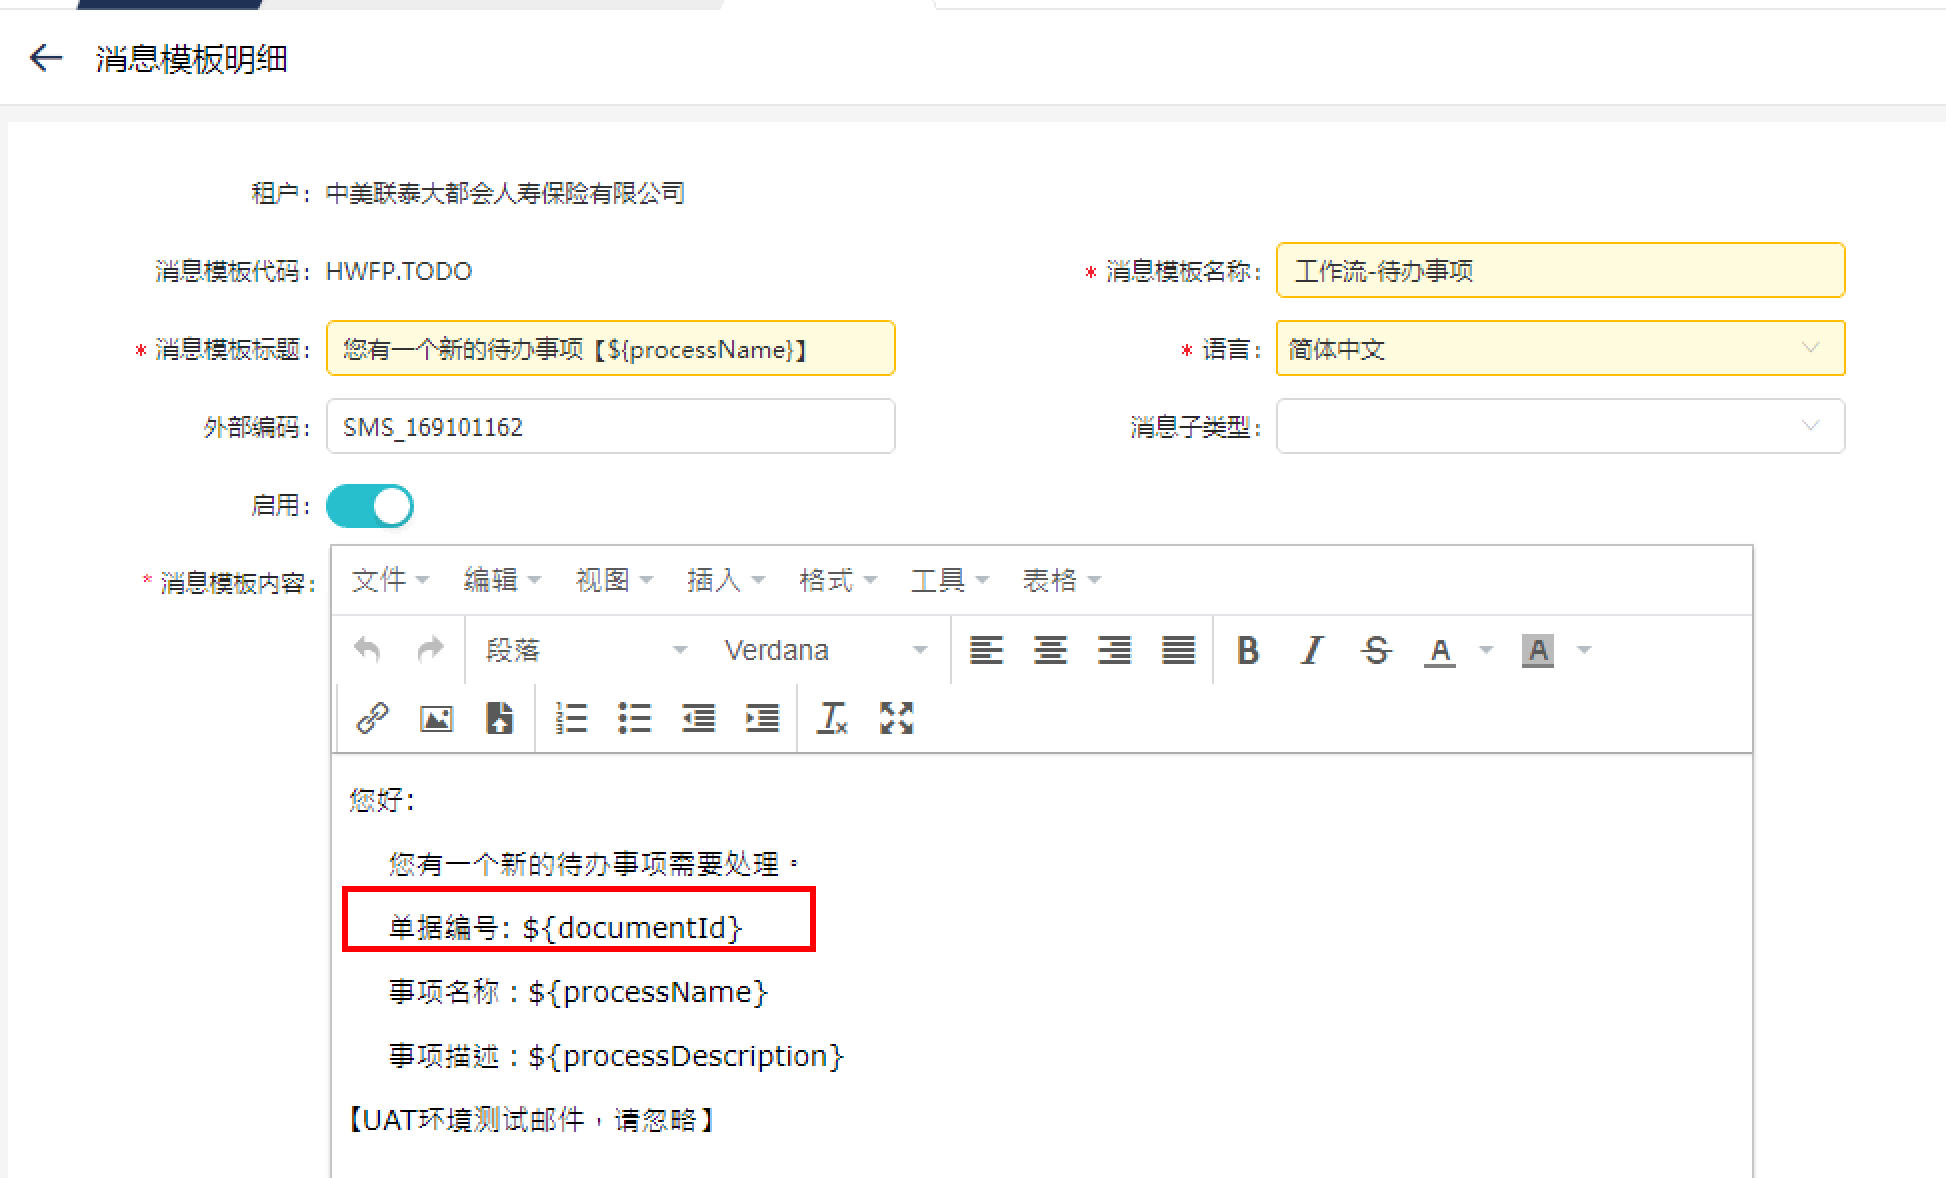 消息模板明细
租户: 中美联泰大都会人寿保险有限公司
消息模板代码: HWFP.TODO
* 消息模板名称: 工作流-待办事项
* 消息模板标题: 您有一个新的待办事项【${processName}】
* 语言: 简体中文
外部编码: SMS_169101162
消息子类型:
启用:
* 消息模板内容:
文件 编辑 视图 插入 格式 工具 表格
段落 Verdana
您好:
您有一个新的待办事项需要处理。
单据编号: ${documentId}
事项名称：${processName}
事项描述：${processDescription}
【UAT环境测试邮件，请忽略】